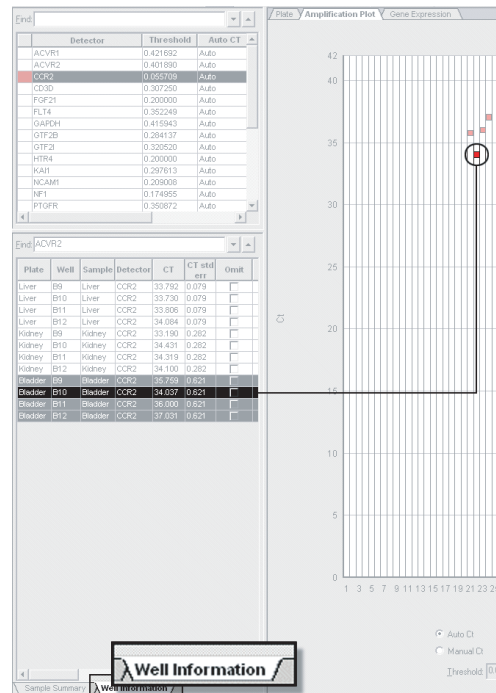 Find:
Detector Threshold Auto CT
ACVR1 0.421692 Auto
ACVR2 0.401890 Auto
CCR2 0.055709 Auto
CD3D 0.307250 Auto
FGF21 0.200000 Auto
FLT4 0.352249 Auto
GAPDH 0.415943 Auto
GTF2B 0.284137 Auto
GTF2I 0.320520 Auto
HTR4 0.200000 Auto
KAI1 0.297613 Auto
NCAM1 0.209008 Auto
NF1 0.174955 Auto
PTGFR 0.350872 Auto
Find: ACVR2
Plate Well Sample Detector CT CT std err Omit
Liver B9 Liver CCR2 33.792 0.079
Liver B10 Liver CCR2 33.730 0.079
Liver B11 Liver CCR2 33.806 0.079
Liver B12 Liver CCR2 34.084 0.079
Kidney B9 Kidney CCR2 33.190 0.282
Kidney B10 Kidney CCR2 34.431 0.282
Kidney B11 Kidney CCR2 34.319 0.282
Kidney B12 Kidney CCR2 34.100 0.282
Bladder B9 Bladder CCR2 35.759 0.621
Bladder B10 Bladder CCR2 34.037 0.621
Bladder B11 Bladder CCR2 36.000 0.621
Bladder B12 Bladder CCR2 37.031 0.621
Sample Summary Well Information
Well Information
Plate Amplification Plot Gene Expression
42
40
35
30
25
Ct
20
15
10
5
0
1 3 5 7 9 11 13 15 17 19 21 23
Auto Ct
Manual Ct
Threshold: